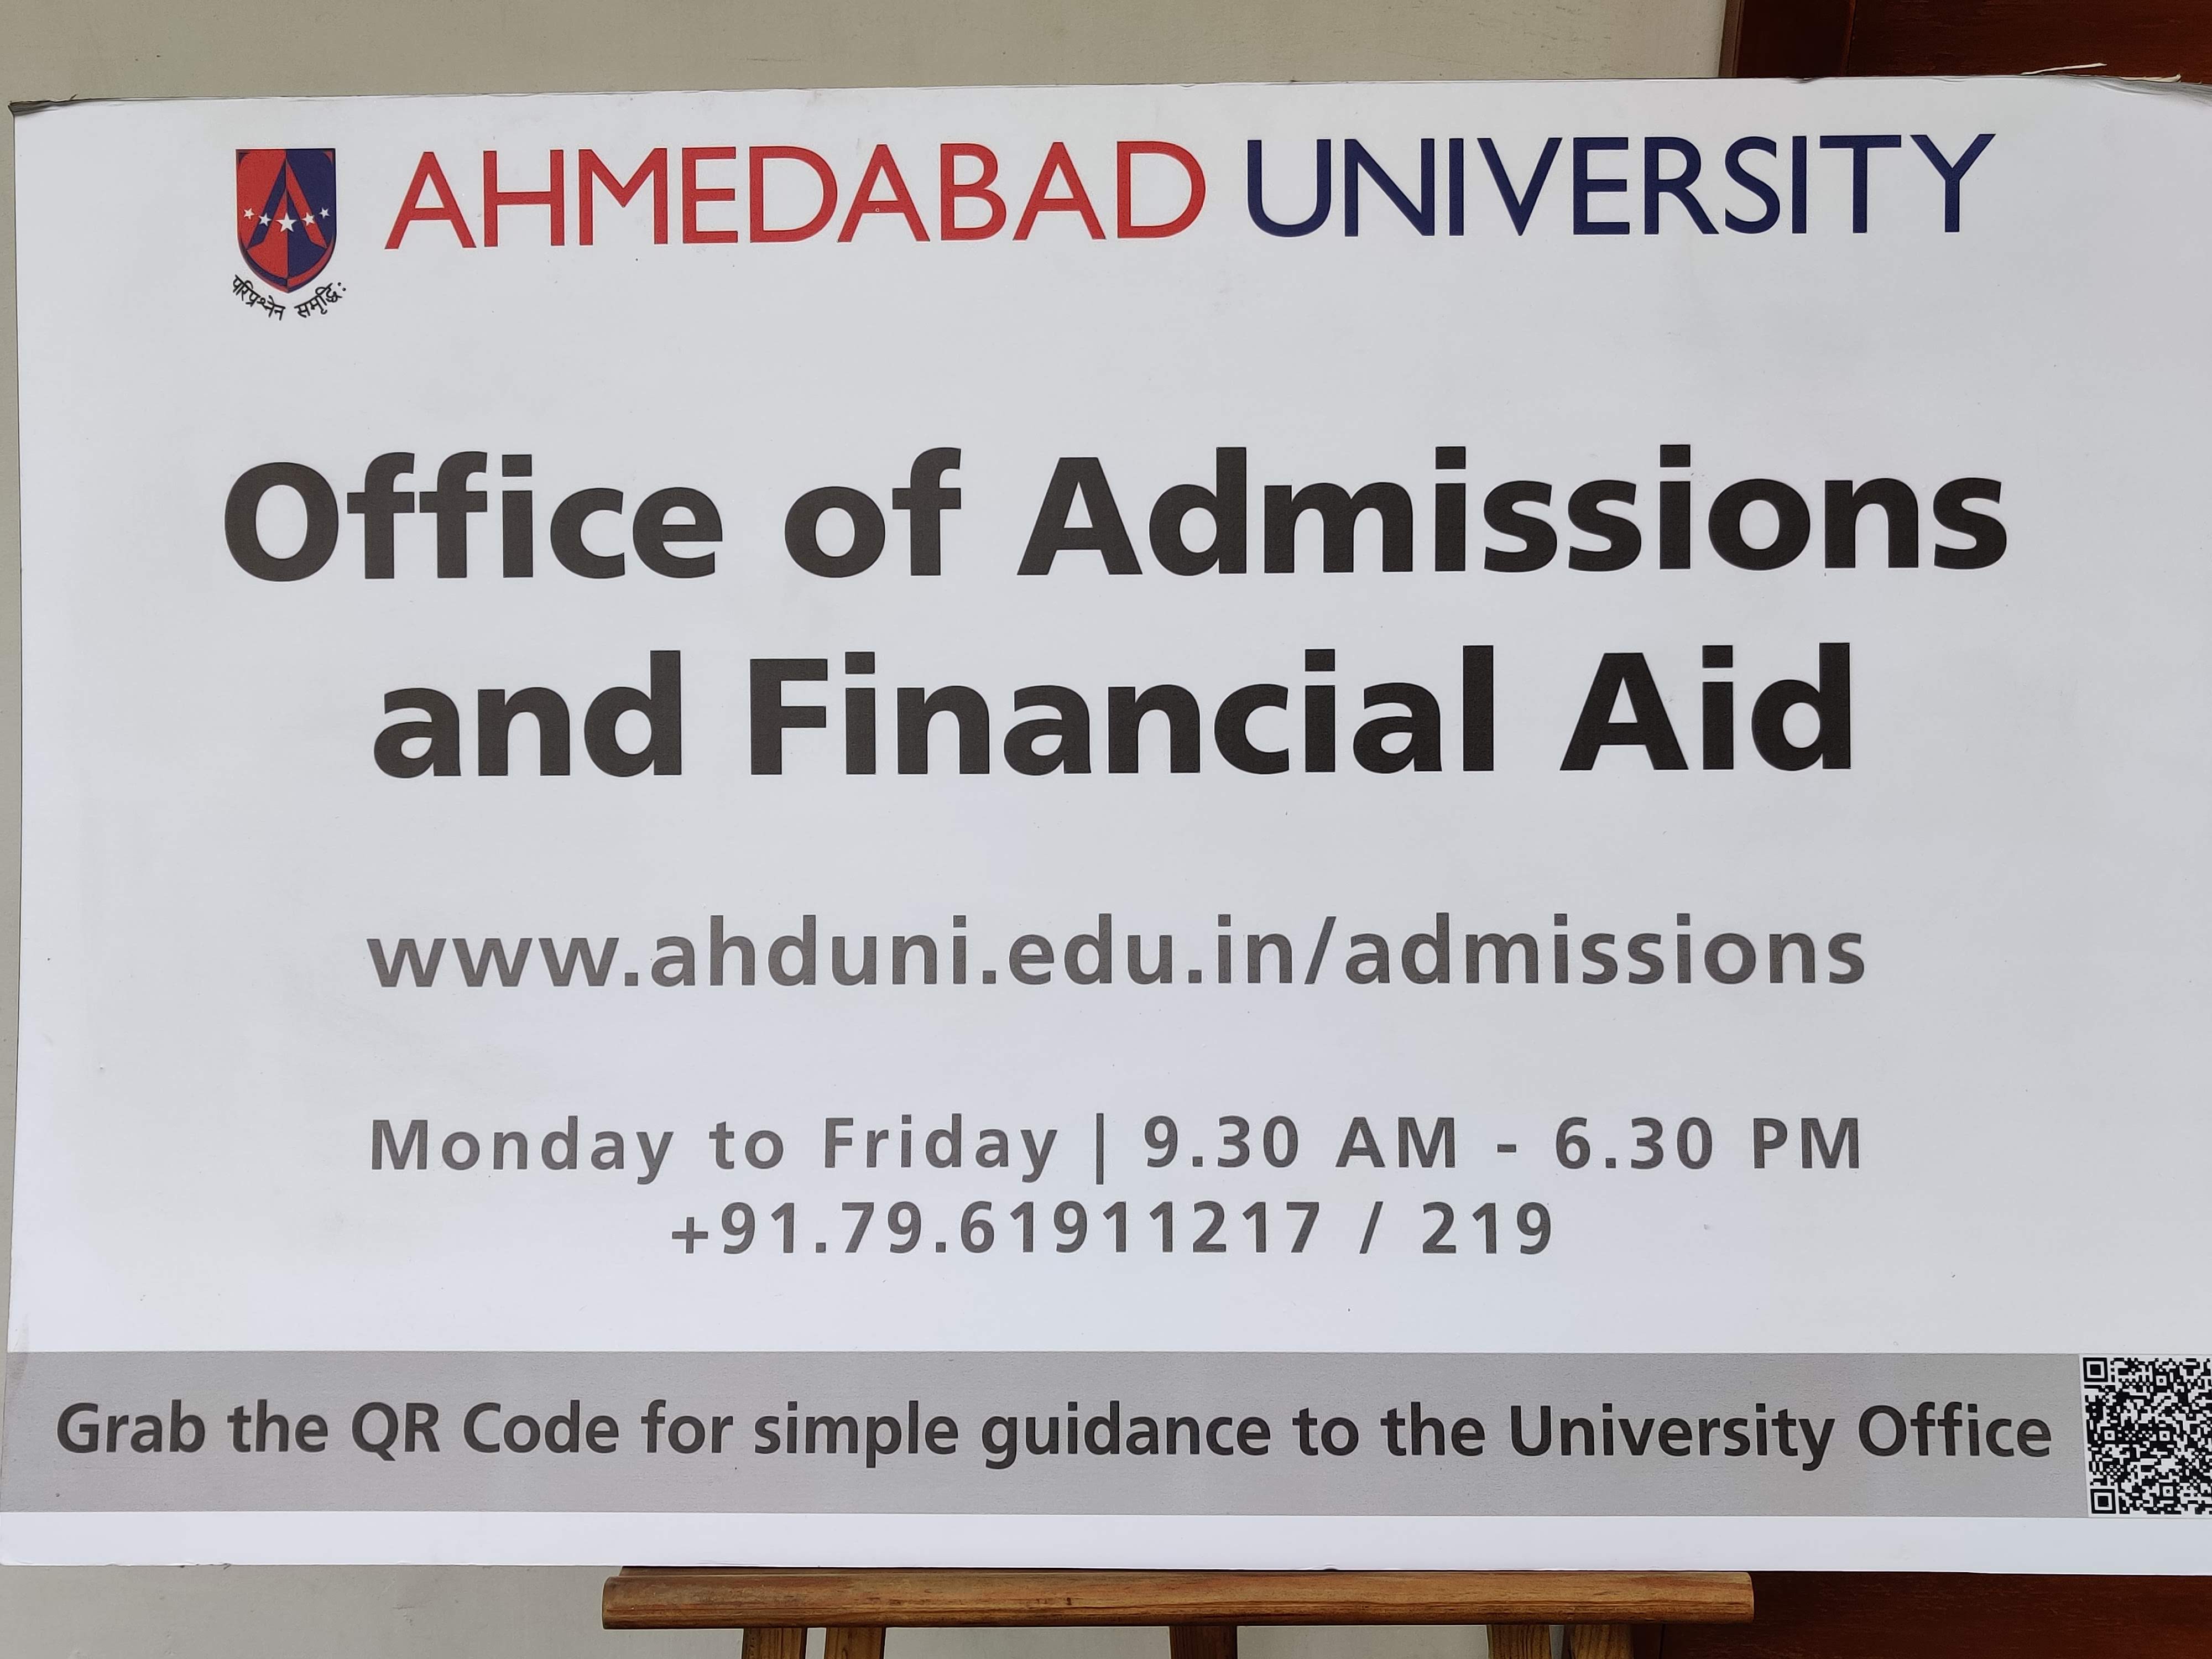 AHMEDABAD UNIVERSITY
परिप्रश्नेन समृद्धिः
Office of Admissions
and Financial Aid
www.ahduni.edu.in/admissions
Monday to Friday | 9.30 AM - 6.30 PM
+91.79.61911217 / 219
Grab the QR Code for simple guidance to the University Office